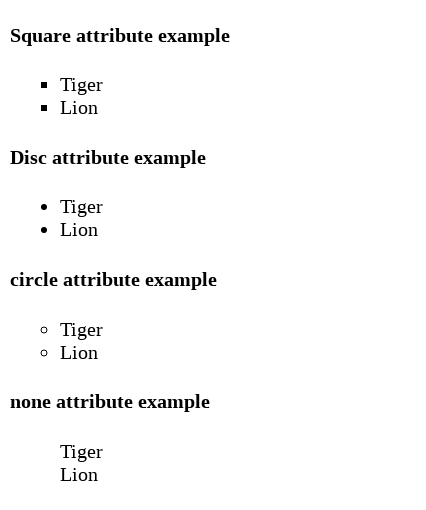 Square attribute example
▪ Tiger
▪ Lion
Disc attribute example
• Tiger
• Lion
circle attribute example
◦ Tiger
◦ Lion
none attribute example
Tiger
Lion